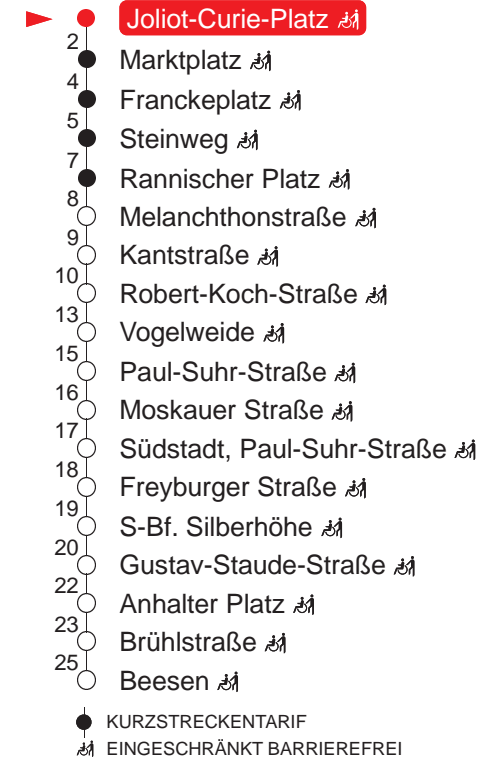 Joliot-Curie-Platz
2
Marktplatz
4
Franckeplatz
5
Steinweg
7
Rannischer Platz
8
Melanchthonstraße
9
Kantstraße
10
Robert-Koch-Straße
13
Vogelweide
15
Paul-Suhr-Straße
16
Moskauer Straße
17
Südstadt, Paul-Suhr-Straße
18
Freyburger Straße
19
S-Bf. Silberhöhe
20
Gustav-Staude-Straße
22
Anhalter Platz
23
Brühlstraße
25
Beesen
KURZSTRECKENTARIF
EINGESCHRÄNKT BARRIEREFREI